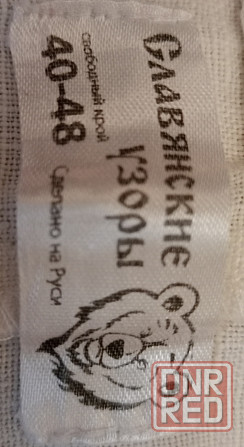 Славянские
узоры
свободный крой
40-48
Сделано на Руси
DNR
RED